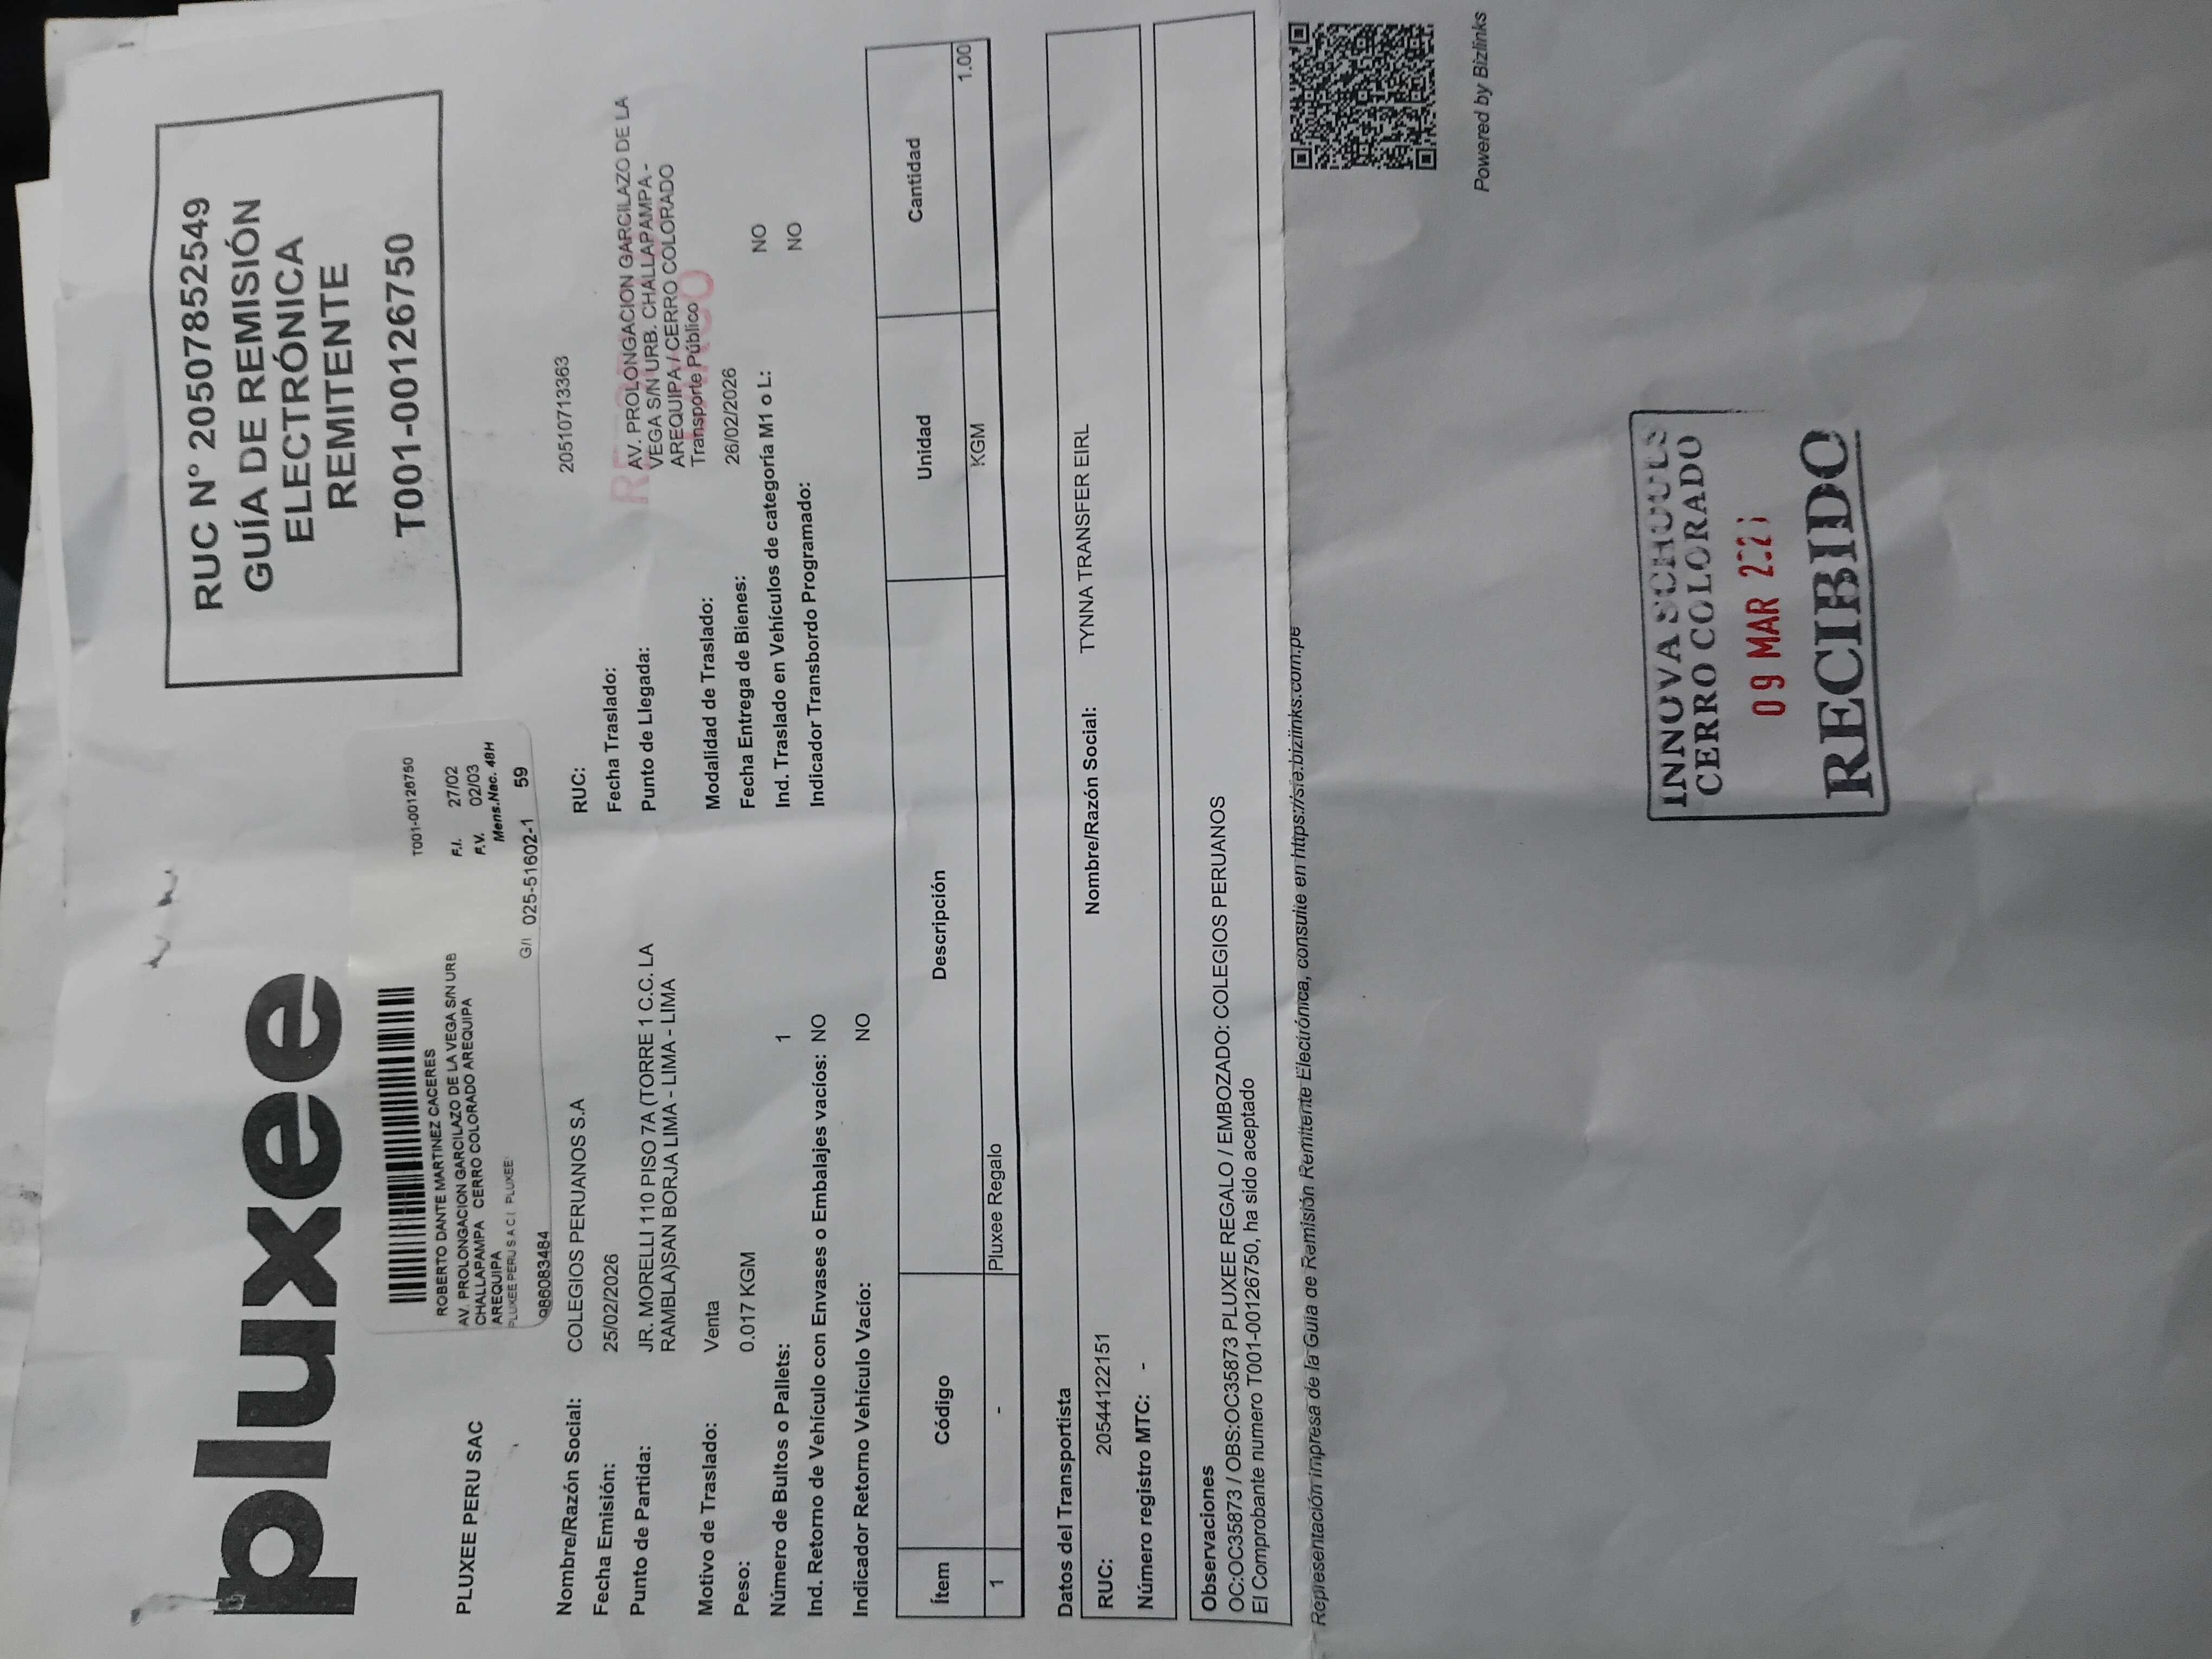 pluxee
RUC N° 20507852549
GUÍA DE REMISIÓN
ELECTRÓNICA
REMITENTE
T001-00126750
T001-00126750
ROBERTO DANTE MARTINEZ CACERES
AV. PROLONGACION GARCILAZO DE LA VEGA S/N URB
CHALLAPAMPA CERRO COLORADO AREQUIPA
AREQUIPA
PLUXEE PERU S A C ( PLUXEE
986083484
F.I. 27/02
F.V. 02/03
Mens.Nac. 48H
G/I 025-51602-1 59
PLUXEE PERU SAC
Nombre/Razón Social: COLEGIOS PERUANOS S.A
RUC: 20510713363
Fecha Emisión: 25/02/2026
Fecha Traslado:
Punto de Partida: JR. MORELLI 110 PISO 7A (TORRE 1 C.C. LA
RAMBLA)SAN BORJA LIMA - LIMA - LIMA
Punto de Llegada: AV. PROLONGACION GARCILAZO DE LA
VEGA S/N URB. CHALLAPAMPA -
AREQUIPA / CERRO COLORADO
Motivo de Traslado: Venta
Modalidad de Traslado: Transporte Público
Peso: 0.017 KGM
Fecha Entrega de Bienes: 26/02/2026
Número de Bultos o Pallets: 1
Ind. Traslado en Vehículos de categoría M1 o L: NO
Ind. Retorno de Vehículo con Envases o Embalajes vacíos: NO
Indicador Transbordo Programado: NO
Indicador Retorno Vehículo Vacío: NO
Ítem Código Descripción Unidad Cantidad
1 - Pluxee Regalo KGM 1.00
Datos del Transportista
RUC: 20544122151 Nombre/Razón Social: TYNNA TRANSFER EIRL
Número registro MTC: -
Observaciones
OC:OC35873 / OBS:OC35873 PLUXEE REGALO / EMBOZADO: COLEGIOS PERUANOS
El Comprobante numero T001-00126750, ha sido aceptado
Representación impresa de la Guía de Remisión Remitente Electrónica, consulte en https://sfe.bizlinks.com.pe
Powered by Bizlinks
INNOVA SCHOOLS
CERRO COLORADO
09 MAR
RECIBIDO